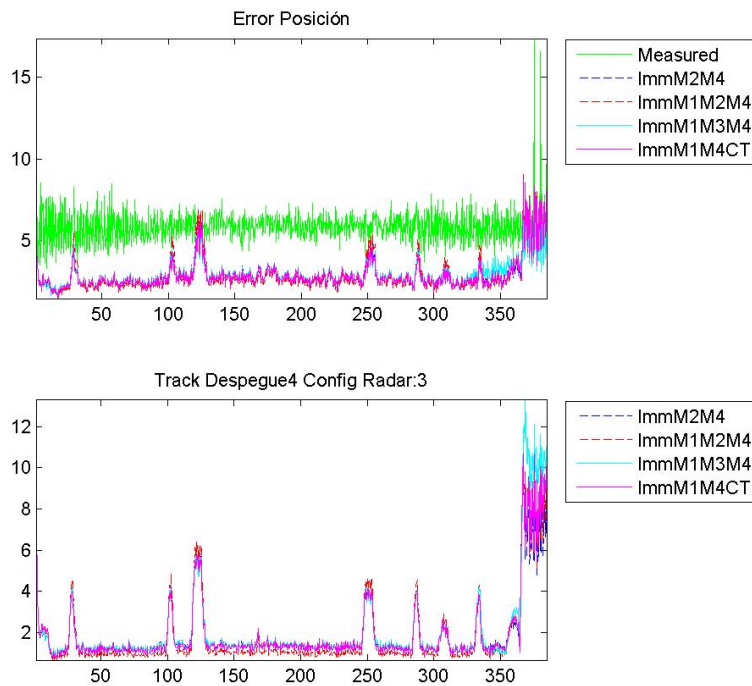 Error Posición
15
10
5
50 100 150 200 250 300 350
Measured
ImmM2M4
ImmM1M2M4
ImmM1M3M4
ImmM1M4CT
Track Despegue4 Config Radar:3
12
10
8
6
4
2
50 100 150 200 250 300 350
ImmM2M4
ImmM1M2M4
ImmM1M3M4
ImmM1M4CT